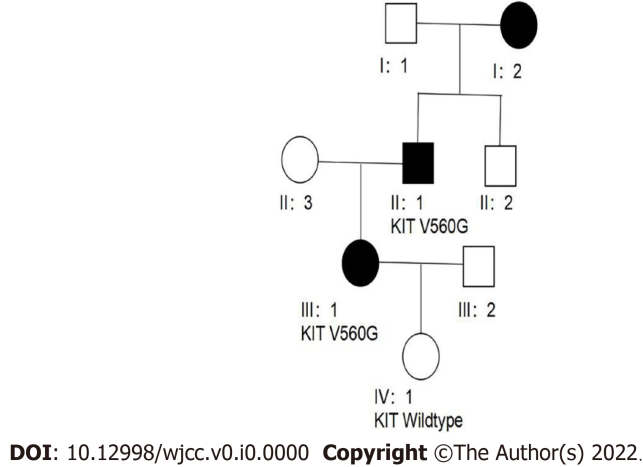 I: 1
I: 2
II: 3
II: 1
KIT V560G
II: 2
III: 1
KIT V560G
III: 2
IV: 1
KIT Wildtype
DOI: 10.12998/wjcc.v0.i0.0000 Copyright ©The Author(s) 2022.